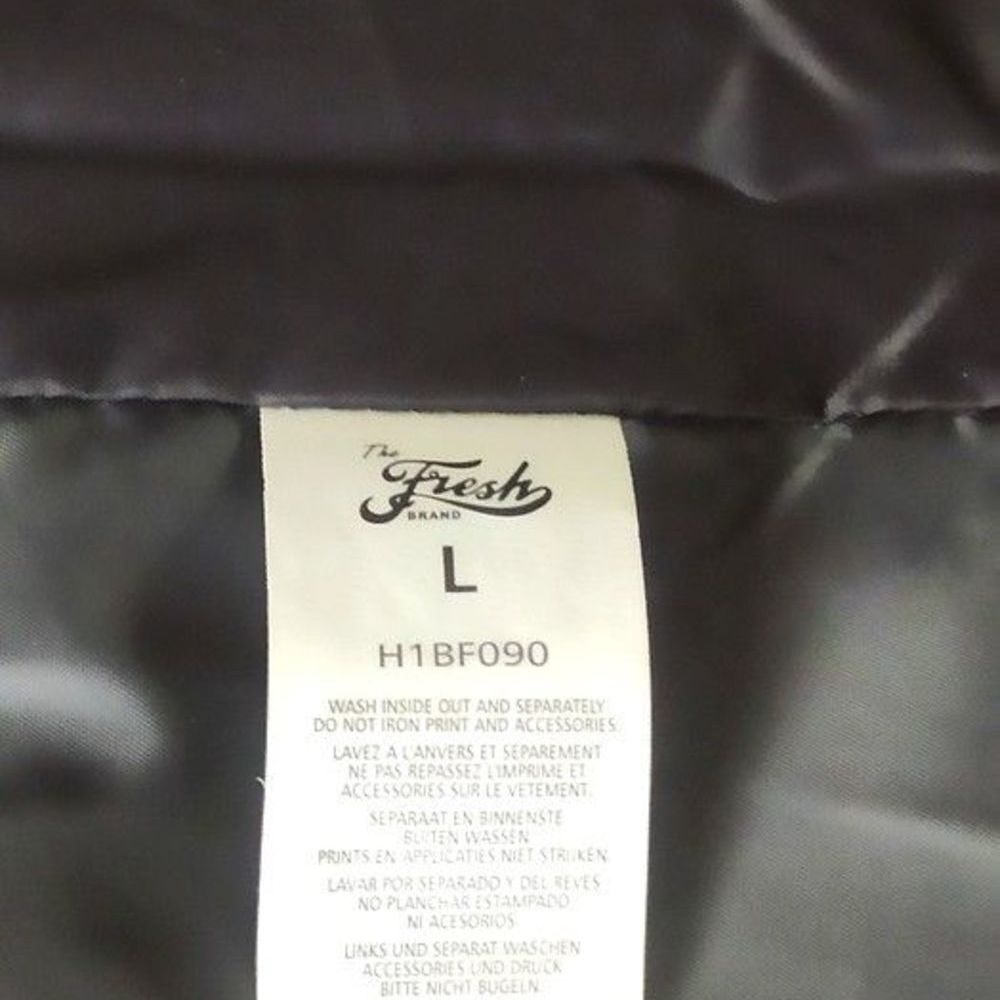 The
Fresh
BRAND
L
H1BF090
WASH INSIDE OUT AND SEPARATELY
DO NOT IRON PRINT AND ACCESSORIES.
LAVEZ A L'ANVERS ET SEPAREMENT
NE PAS REPASSEZ L'IMPRIME ET
ACCESSORIES SUR LE VETEMENT.
SEPARAAT EN BINNENSTE
BUITEN WASSEN
PRINTS EN APPLICATIES NIET STRIJKEN
LAVAR POR SEPARADO Y DEL REVES
NO PLANCHAR ESTAMPADO
NI ACESORIOS
LINKS UND SEPARAT WASCHEN
ACCESSORIES UND DRUCK
BITTE NICHT BUGELN